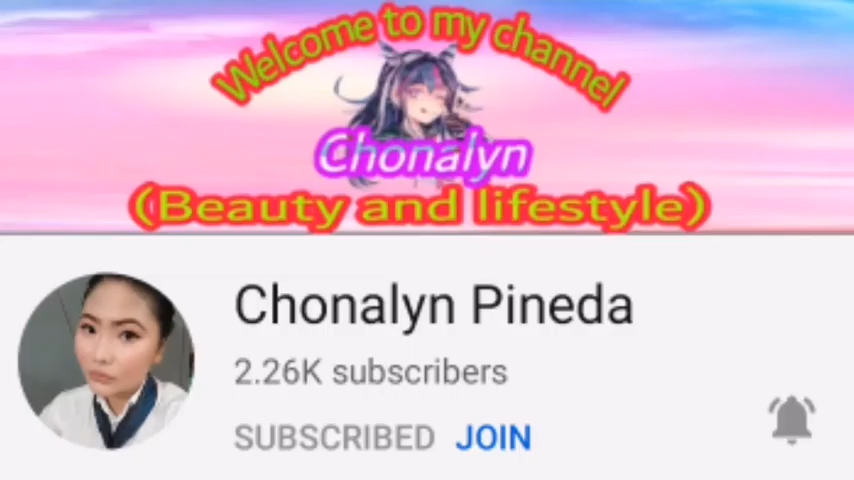 Welcome to my channel
Chonalyn
(Beauty and lifestyle)
Chonalyn Pineda
2.26K subscribers
SUBSCRIBED JOIN